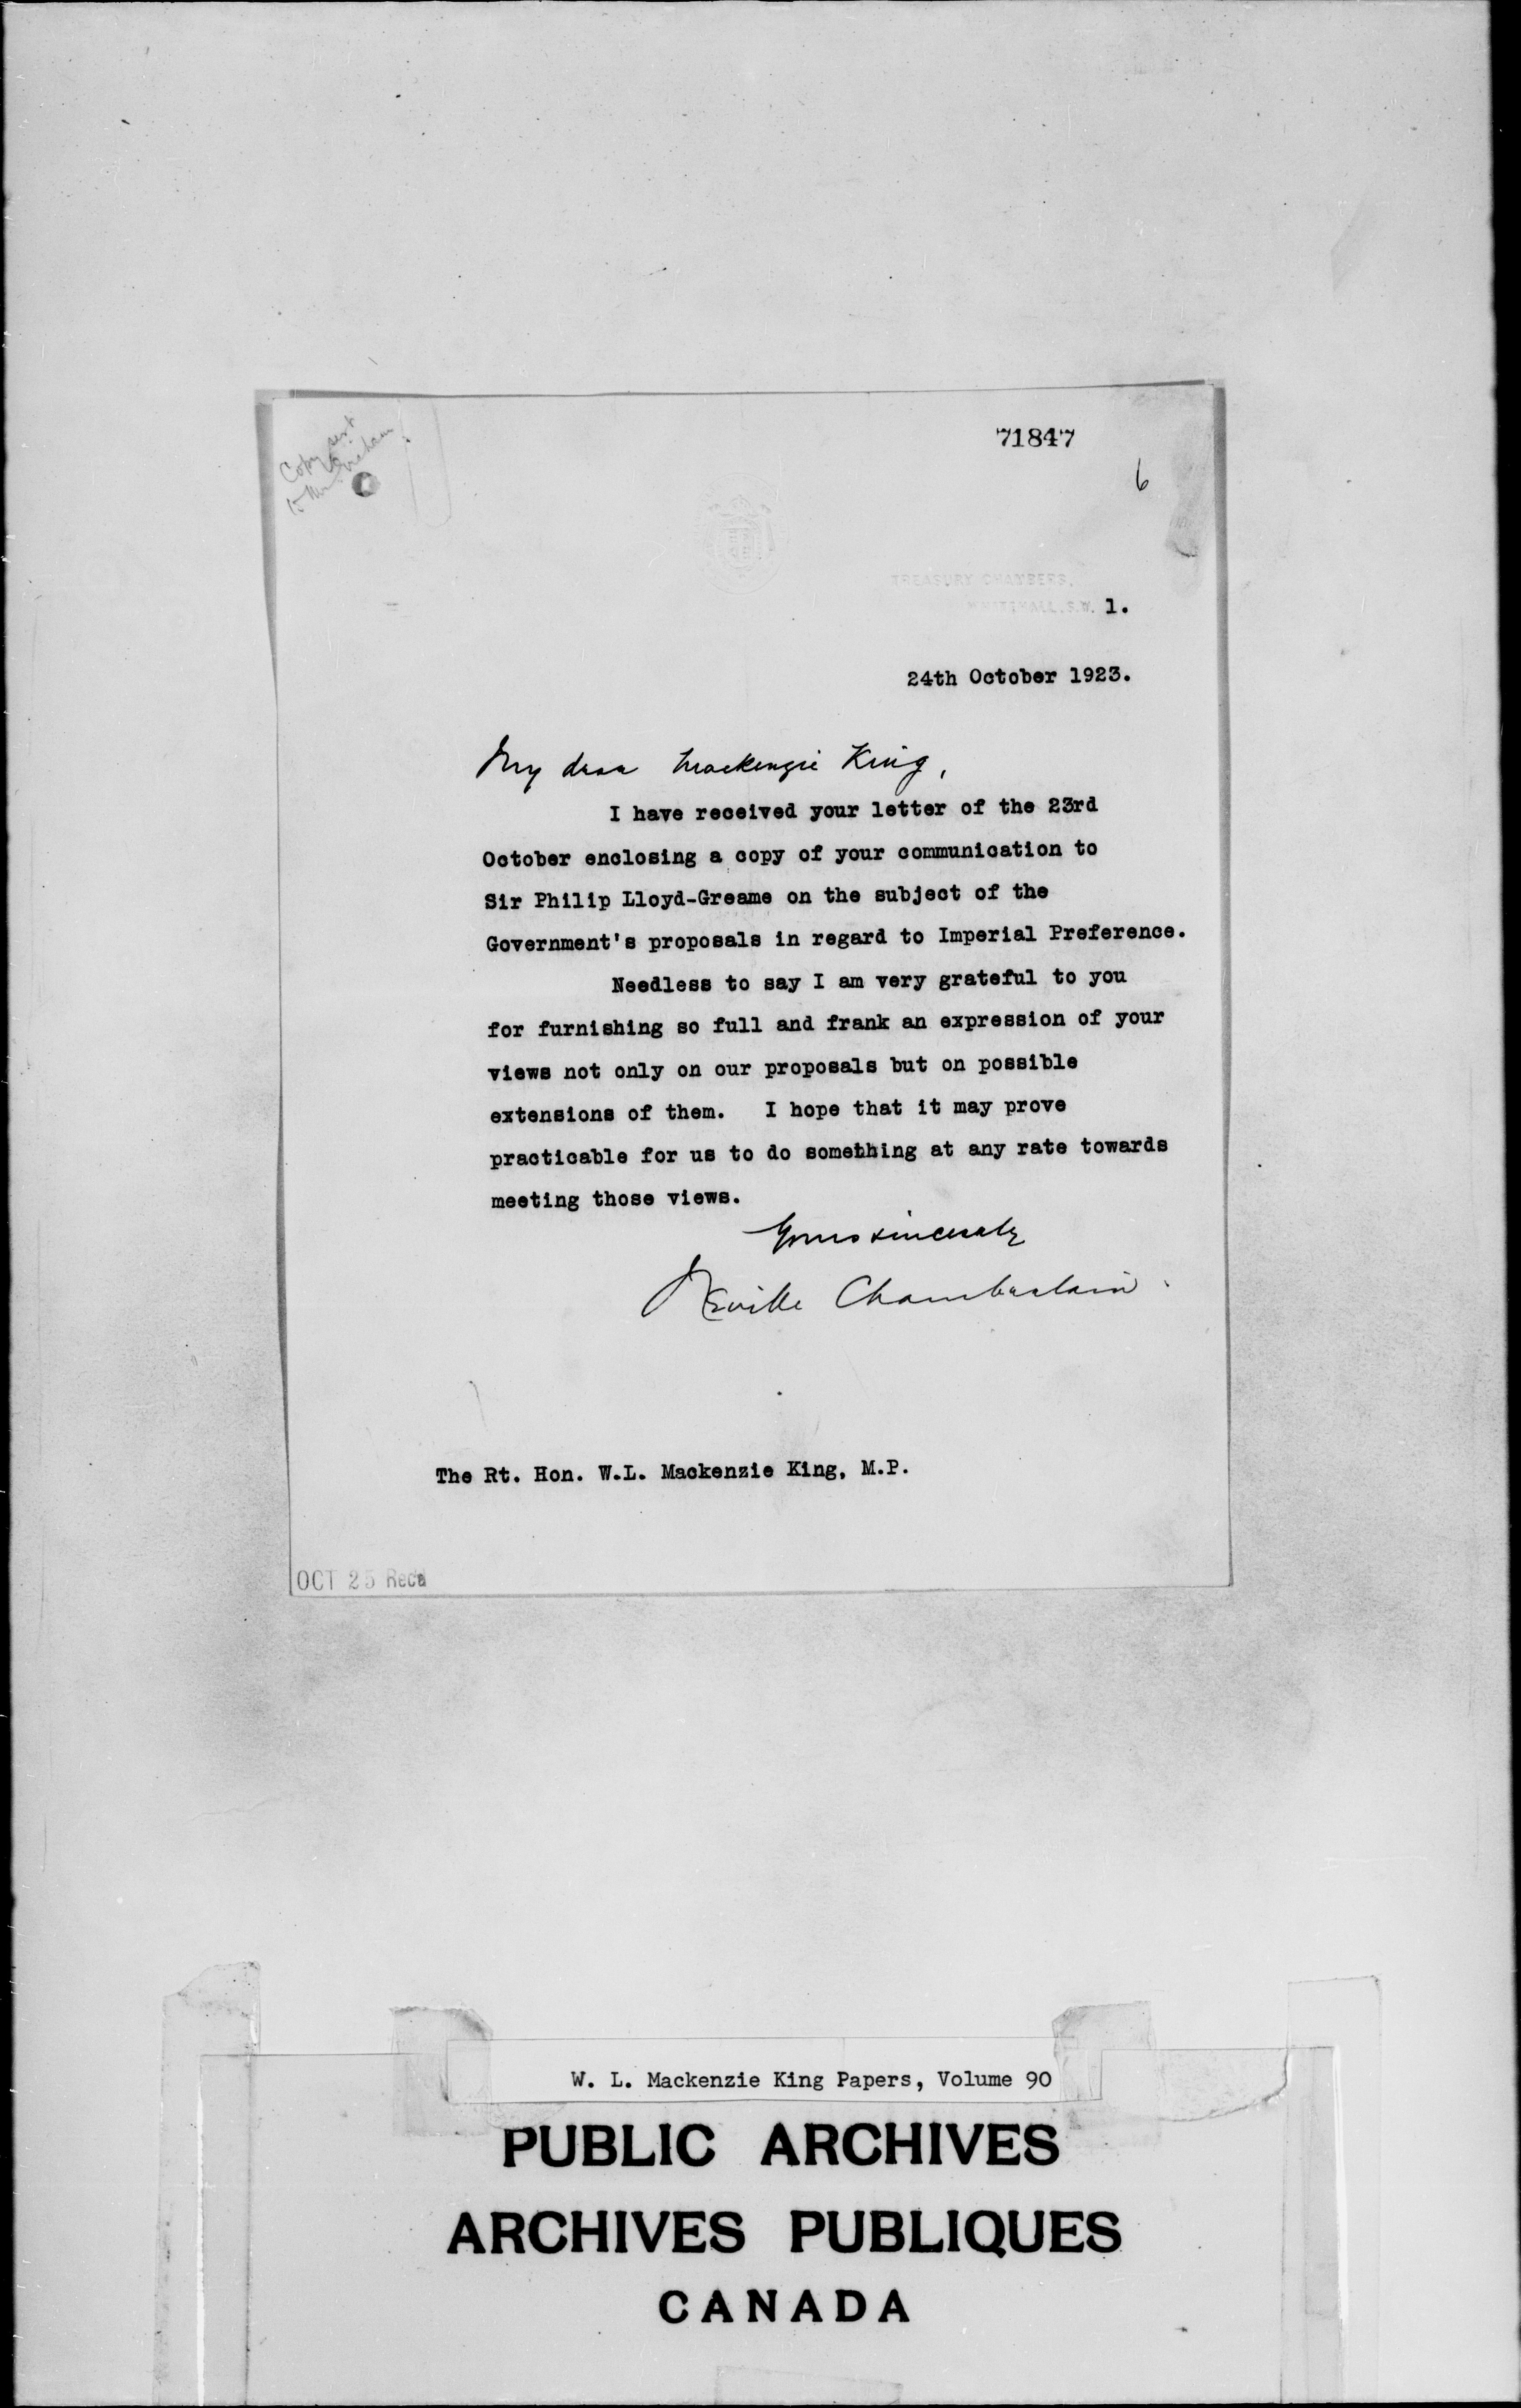 Copy sent
to Mr Graham
71847
6
TREASURY CHAMBERS,
WHITEHALL, S.W. 1.
24th October 1923.
My dear Mackenzie King,
I have received your letter of the 23rd
October enclosing a copy of your communication to
Sir Philip Lloyd-Greame on the subject of the
Government's proposals in regard to Imperial Preference.
Needless to say I am very grateful to you
for furnishing so full and frank an expression of your
views not only on our proposals but on possible
extensions of them. I hope that it may prove
practicable for us to do something at any rate towards
meeting those views.
Yours sincerely
Neville Chamberlain.
The Rt. Hon. W.L. Mackenzie King, M.P.
OCT 25 Recd
W. L. Mackenzie King Papers, Volume 90
PUBLIC ARCHIVES
ARCHIVES PUBLIQUES
CANADA